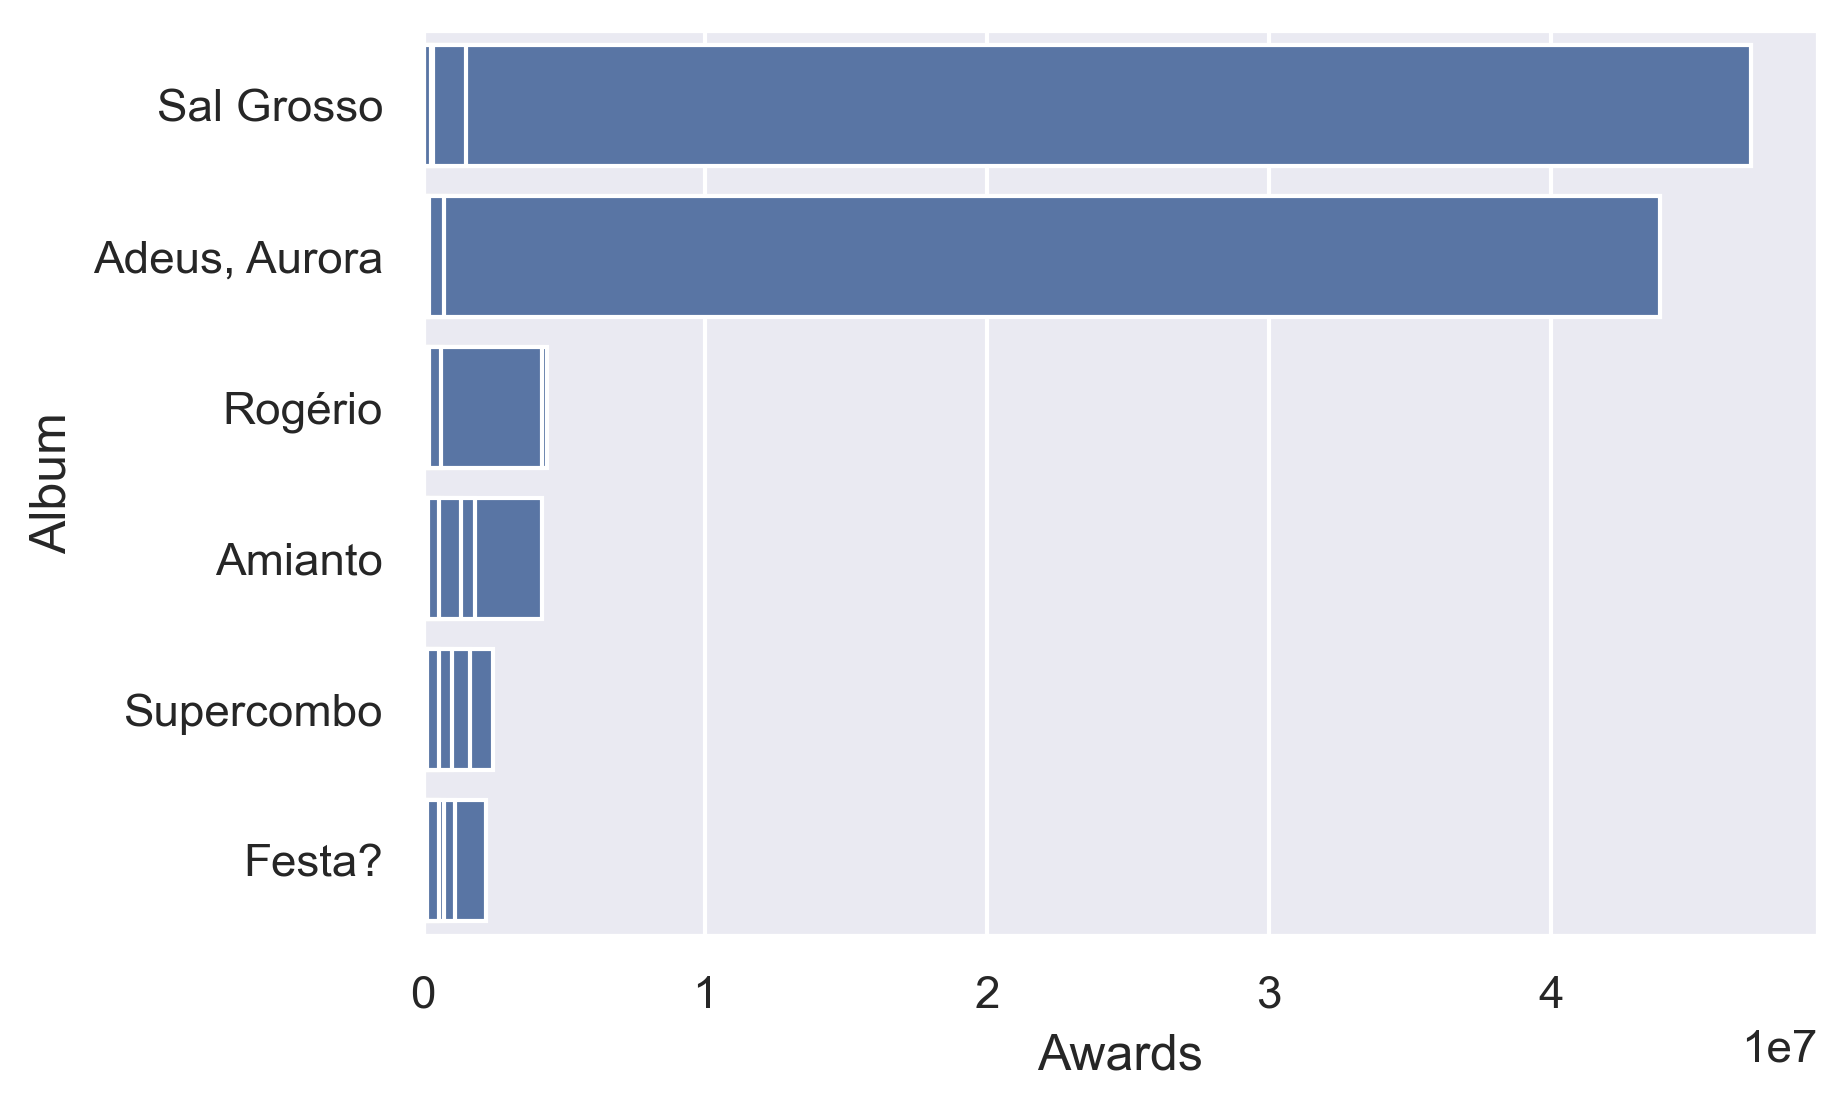 Sal Grosso
Adeus, Aurora
Rogério
Amianto
Supercombo
Festa?
Album
0 1 2 3 4
1e7
Awards